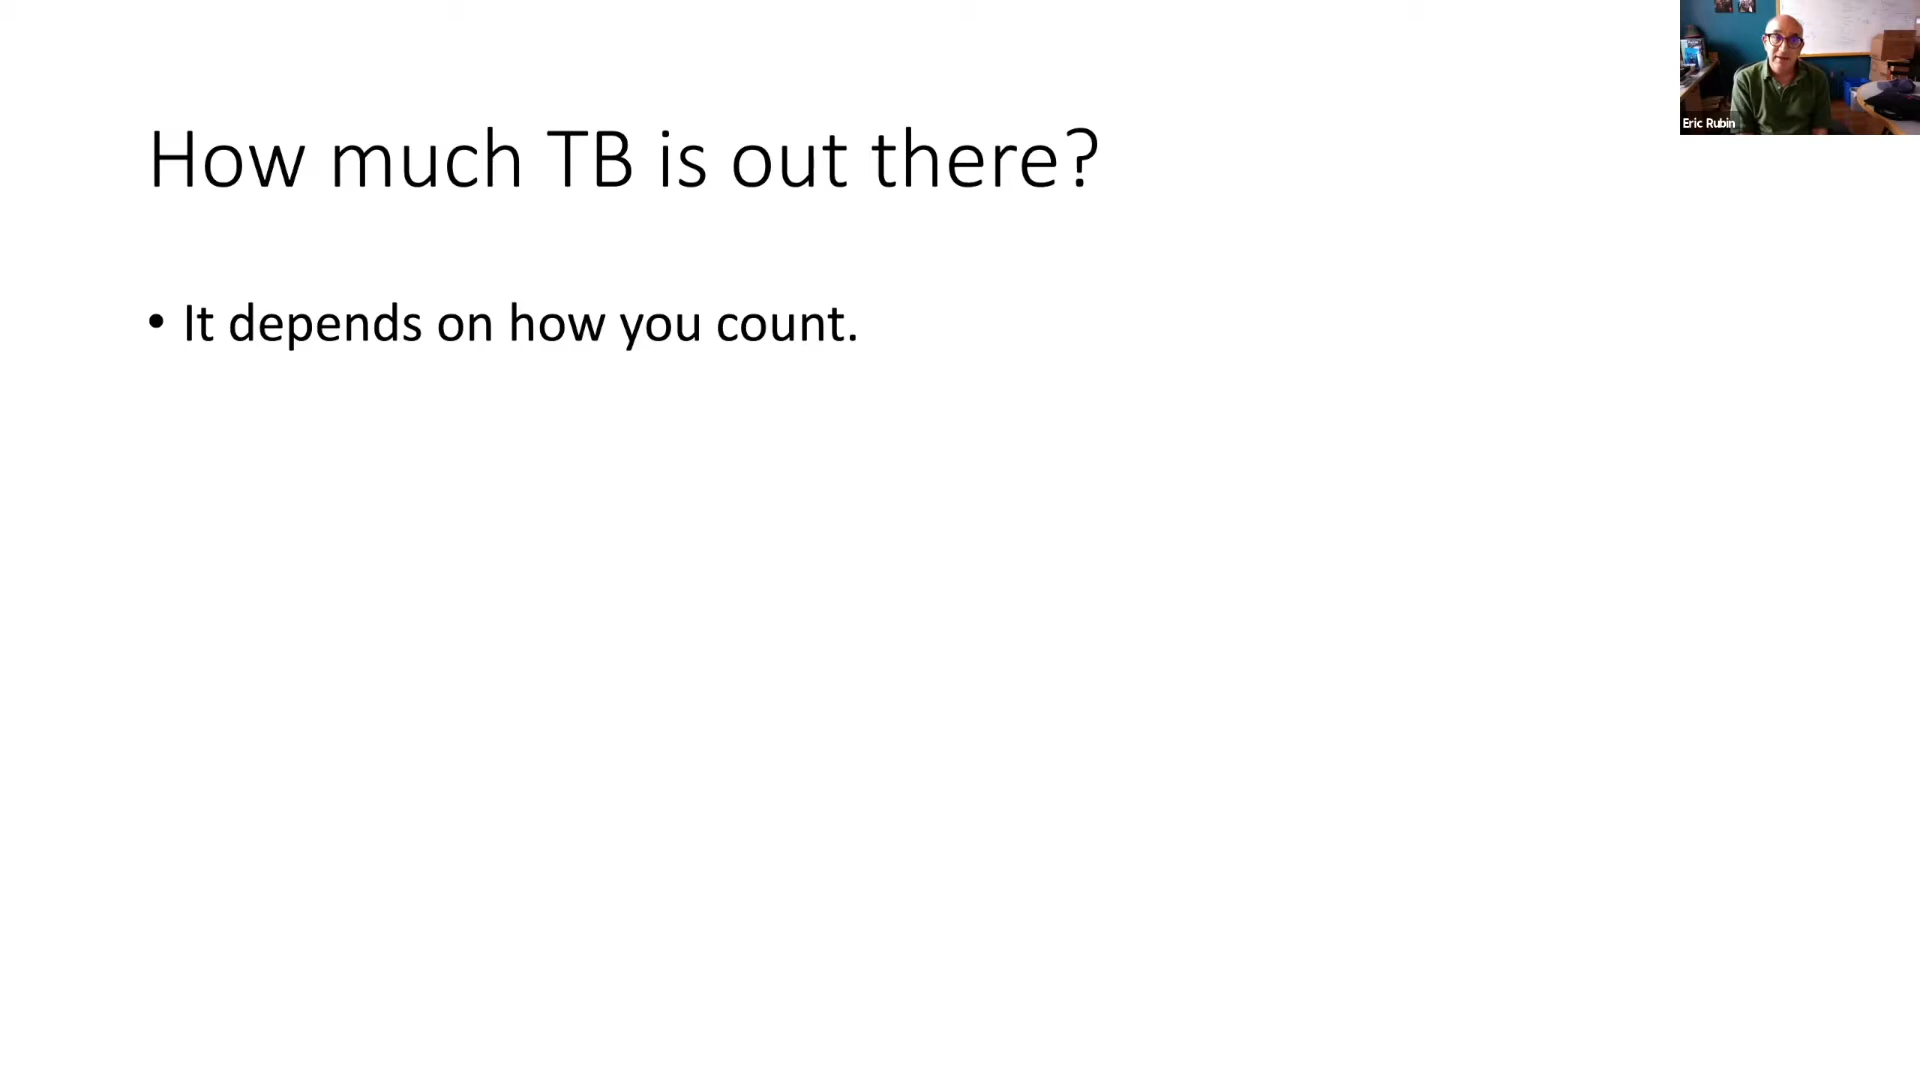 How much TB is out there?
• It depends on how you count.
Eric Rubin